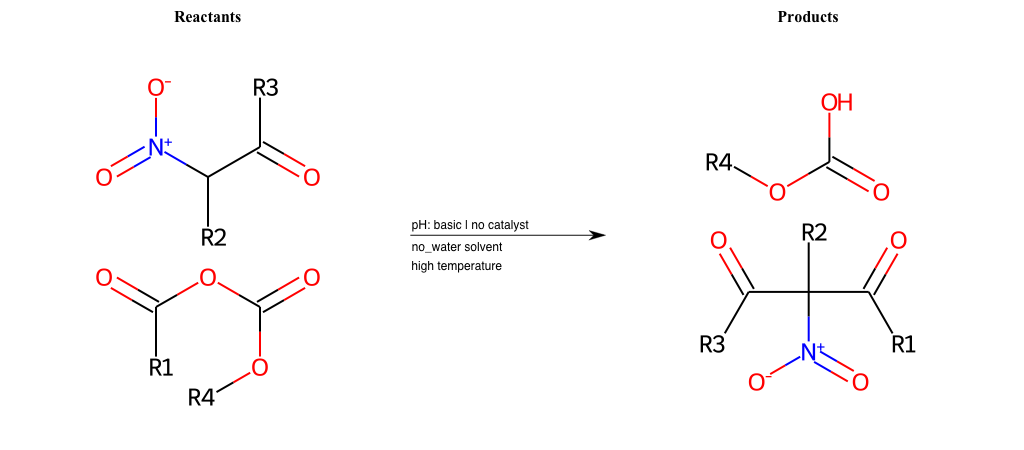 Reactants
Products
O-
R3
N+
O
O
R2
O
O
O
R1
O
R4
pH: basic | no catalyst
no_water solvent
high temperature
OH
R4
O
O
O
R2
O
R3
R1
N+
O-
O